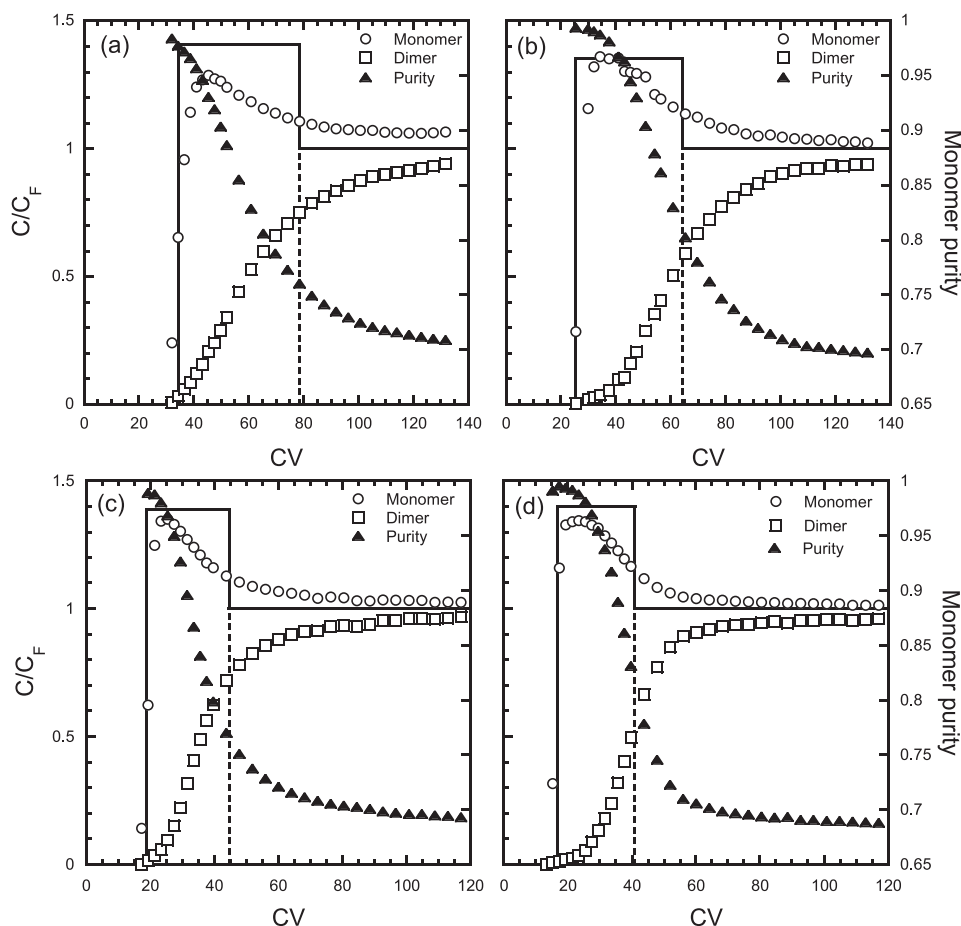 (a)
Monomer
Dimer
Purity
1.5
1
0.5
0
C/C_F
0 20 40 60 80 100 120 140
CV
(b)
Monomer
Dimer
Purity
1
0.95
0.9
0.85
0.8
0.75
0.7
0.65
Monomer purity
0 20 40 60 80 100 120 140
CV
(c)
Monomer
Dimer
Purity
1.5
1
0.5
0
C/C_F
0 20 40 60 80 100 120
CV
(d)
Monomer
Dimer
Purity
1
0.95
0.9
0.85
0.8
0.75
0.7
0.65
Monomer purity
0 20 40 60 80 100 120
CV